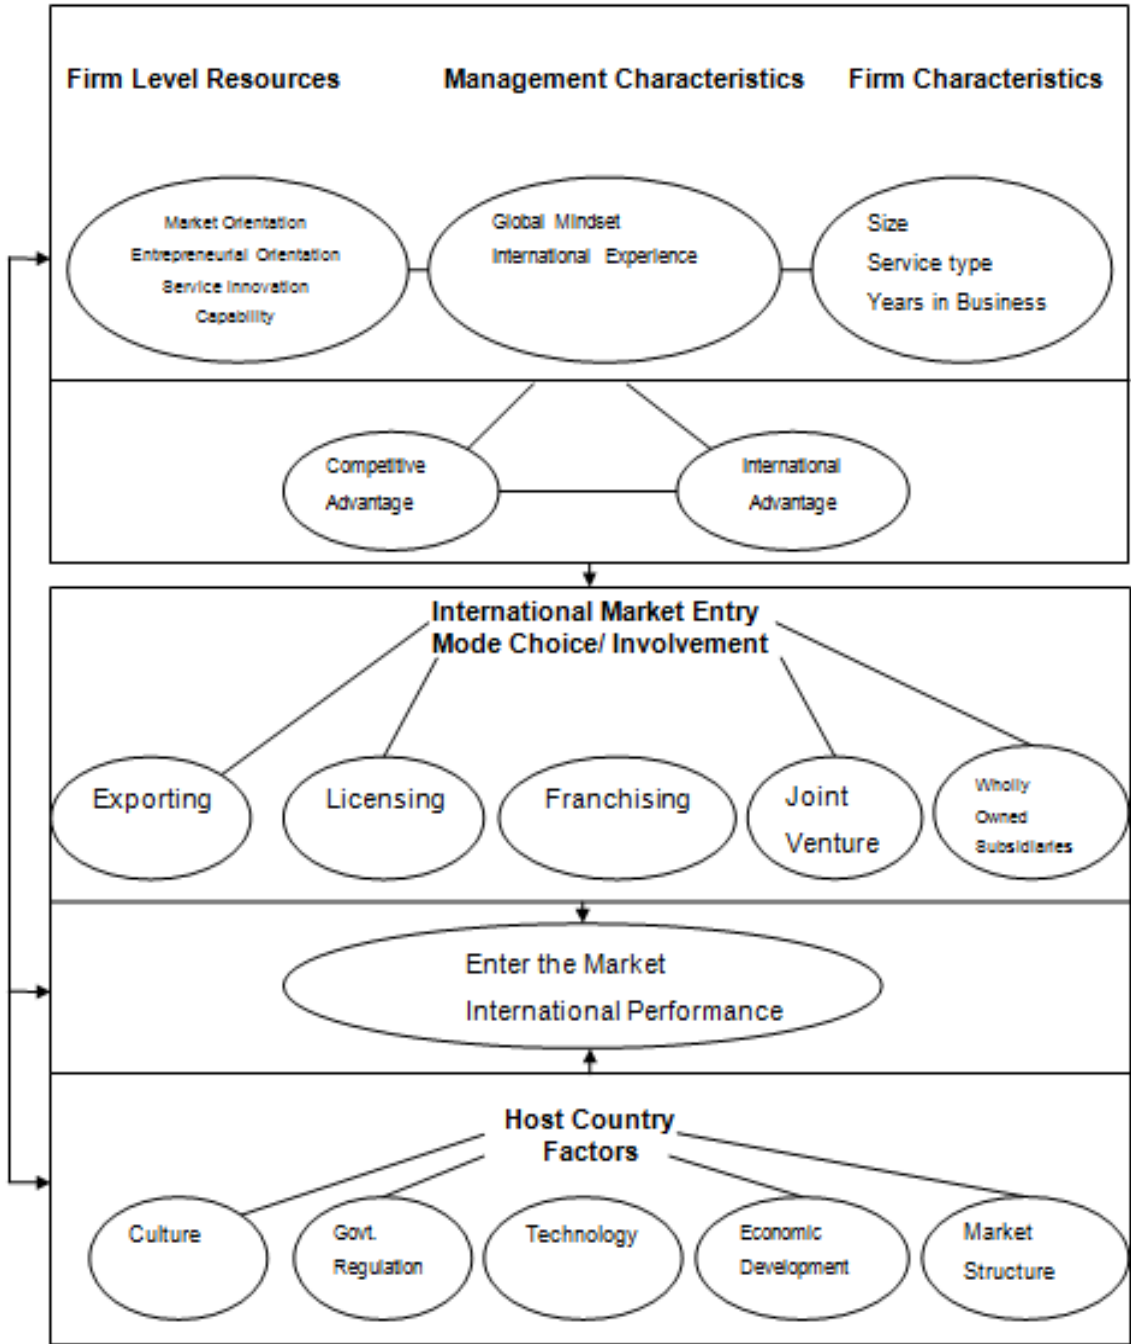 Firm Level Resources
Management Characteristics
Firm Characteristics
Market Orientation
Entrepreneurial Orientation
Service Innovation
Capability
Global Mindset
International Experience
Size
Service type
Years in Business
Competitive
Advantage
International
Advantage
International Market Entry
Mode Choice/ Involvement
Exporting
Licensing
Franchising
Joint
Venture
Wholly
Owned
Subsidiaries
Enter the Market
International Performance
Host Country
Factors
Culture
Govt.
Regulation
Technology
Economic
Development
Market
Structure